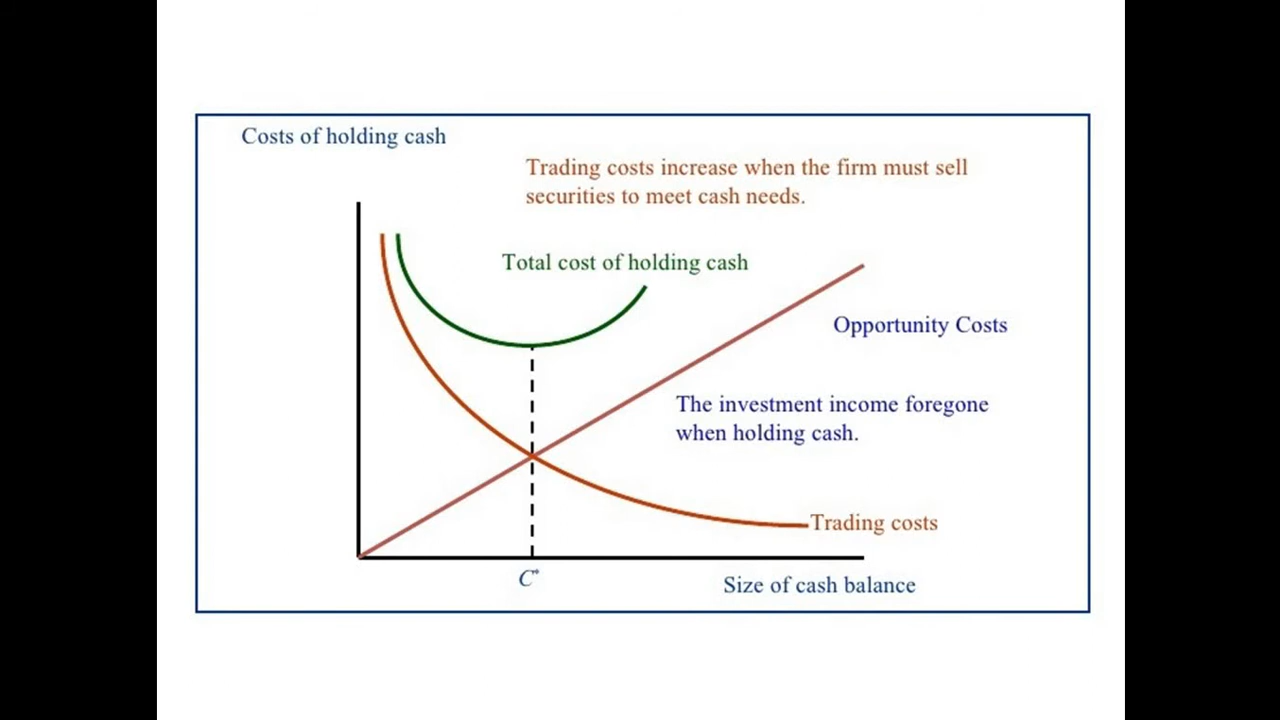 Costs of holding cash
Trading costs increase when the firm must sell
securities to meet cash needs.
Total cost of holding cash
Opportunity Costs
The investment income foregone
when holding cash.
Trading costs
C*
Size of cash balance